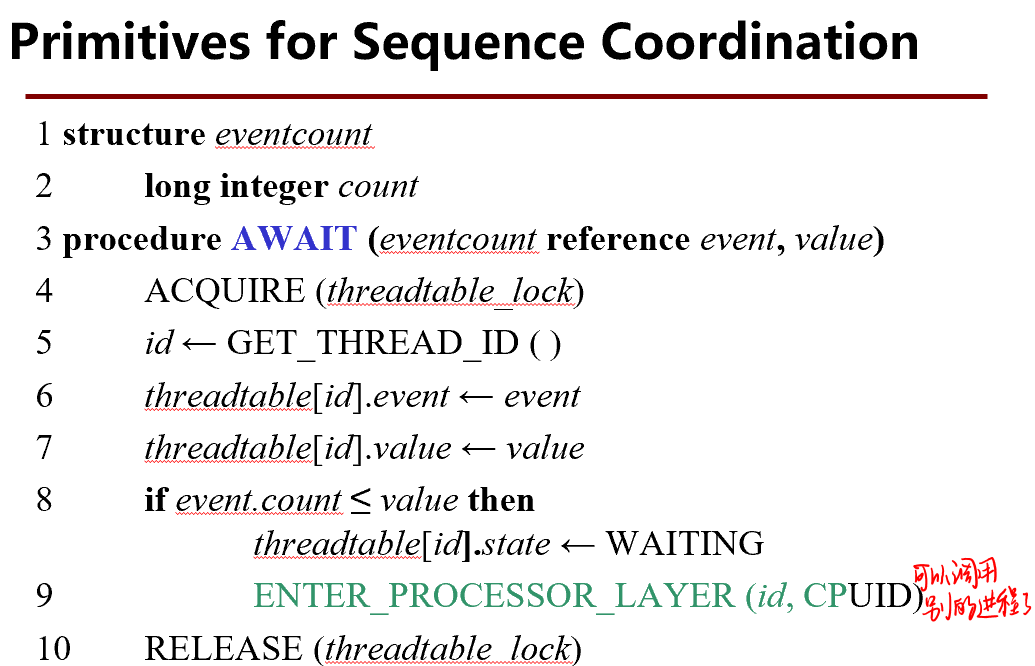 Primitives for Sequence Coordination
1 structure eventcount
2 long integer count
3 procedure AWAIT (eventcount reference event, value)
4 ACQUIRE (threadtable_lock)
5 id ← GET_THREAD_ID ( )
6 threadtable[id].event ← event
7 threadtable[id].value ← value
8 if event.count ≤ value then
threadtable[id].state ← WAITING
9 ENTER_PROCESSOR_LAYER (id, CPUID)
可以调用
别的进程了
10 RELEASE (threadtable_lock)